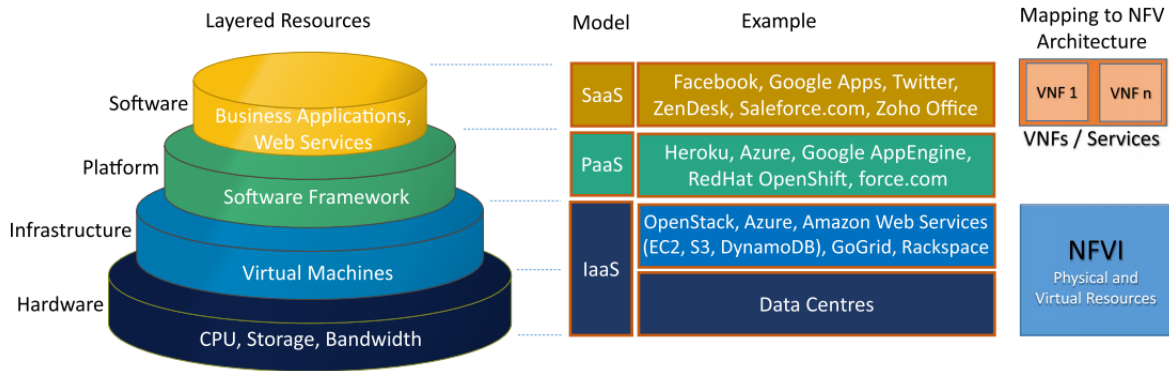 Layered Resources
Software
Business Applications,
Web Services
Platform
Software Framework
Infrastructure
Virtual Machines
Hardware
CPU, Storage, Bandwidth
Model
SaaS
PaaS
IaaS
Example
Facebook, Google Apps, Twitter,
ZenDesk, Saleforce.com, Zoho Office
Heroku, Azure, Google AppEngine,
RedHat OpenShift, force.com
OpenStack, Azure, Amazon Web Services
(EC2, S3, DynamoDB), GoGrid, Rackspace
Data Centres
Mapping to NFV
Architecture
VNF 1
VNF n
VNFs / Services
NFVI
Physical and
Virtual Resources